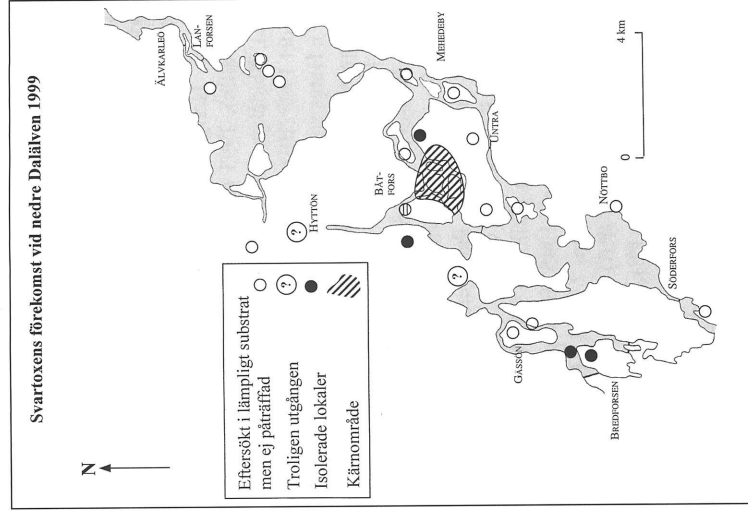 Svartoxens förekomst vid nedre Dalälven 1999
N
Eftersökt i lämpligt substrat
men ej påträffad
Troligen utgången
?
Isolerade lokaler
Kärnområde
ÄLVKARLEÖ
LAN-
FORSEN
?
HYTTÖN
BÅT-
FORS
MEHEDEBY
UNTRA
?
GÅSSÖN
BREDFORSEN
SÖDERFORS
NÖTTBO
0
4 km